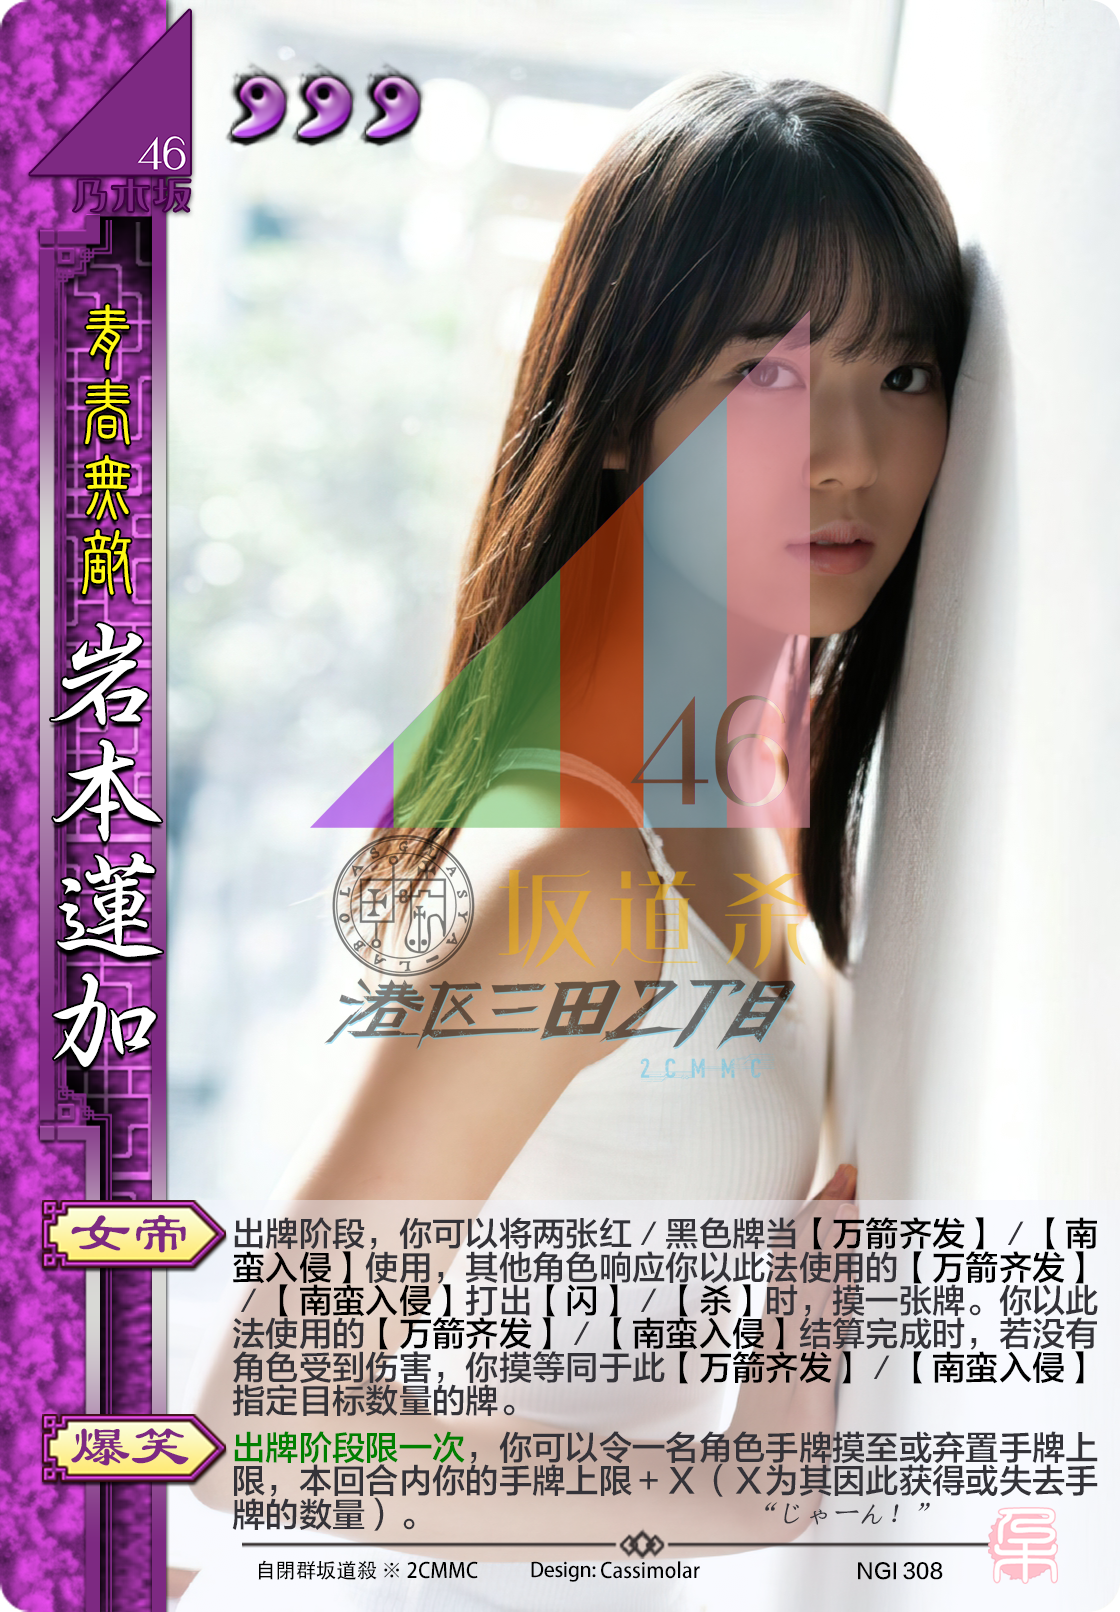 46
乃木坂
青春無敵
岩本蓮加
46
坂道杀
港区三田2丁目
2CMMC
女帝
出牌阶段，你可以将两张红／黑色牌当【万箭齐发】／【南
蛮入侵】使用，其他角色响应你以此法使用的【万箭齐发】
／【南蛮入侵】打出【闪】／【杀】时，摸一张牌。你以此
法使用的【万箭齐发】／【南蛮入侵】结算完成时，若没有
角色受到伤害，你摸等同于此【万箭齐发】／【南蛮入侵】
指定目标数量的牌。
爆笑
出牌阶段限一次，你可以令一名角色手牌摸至或弃置手牌上
限，本回合内你的手牌上限＋Ｘ（Ｘ为其因此获得或失去手
牌的数量）。
“じゃーん！”
自閉群坂道殺 ※ 2CMMC
Design: Cassimolar
NGI 308